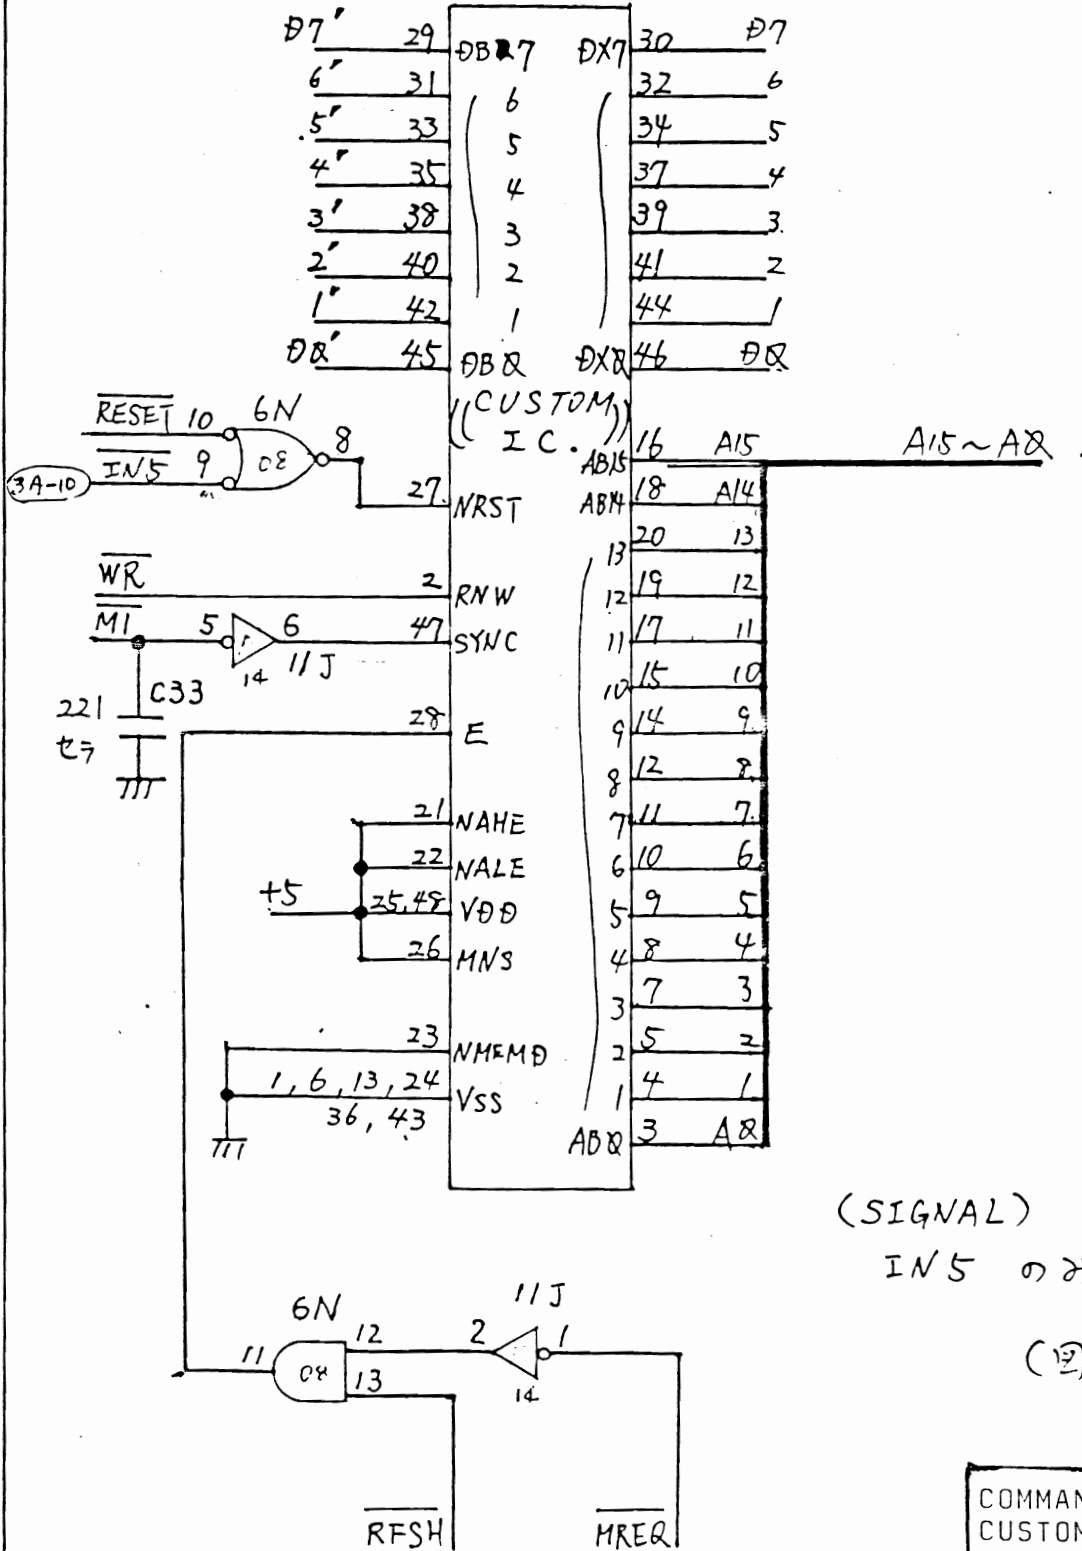 D7' 29 DB7 DX7 30 D7
6' 31 6 32 6
5' 33 5 34 5
4' 35 4 37 4
3' 38 3 39 3
2' 40 2 41 2
1' 42 1 44 1
D0' 45 DB0 DX0 46 D0
((CUSTOM I.C.))
RESET 10 6N
08 8
3A-10 IN5 9
27 NRST
AB15 16 A15 A15~A0
AB14 18 A14
13 20 13
WR 2 RNW 12 19 12
M1 5 6 47 SYNC 11 17 11
14 11J
10 15 10
C33
221
セラ
28 E 9 14 9
8 12 8
21 NAHE 7 11 7
22 NALE 6 10 6
+5 25,48 VDD 5 9 5
26 MNS 4 8 4
3 7 3
23 NMEMD 2 5 2
1, 6, 13, 24 VSS 1 4 1
36, 43
AB0 3 A0
(SIGNAL)
IN5 の
6N 11J
11 08 12 2 1
13 14
RFSH MREQ
COMMAN
CUSTOM